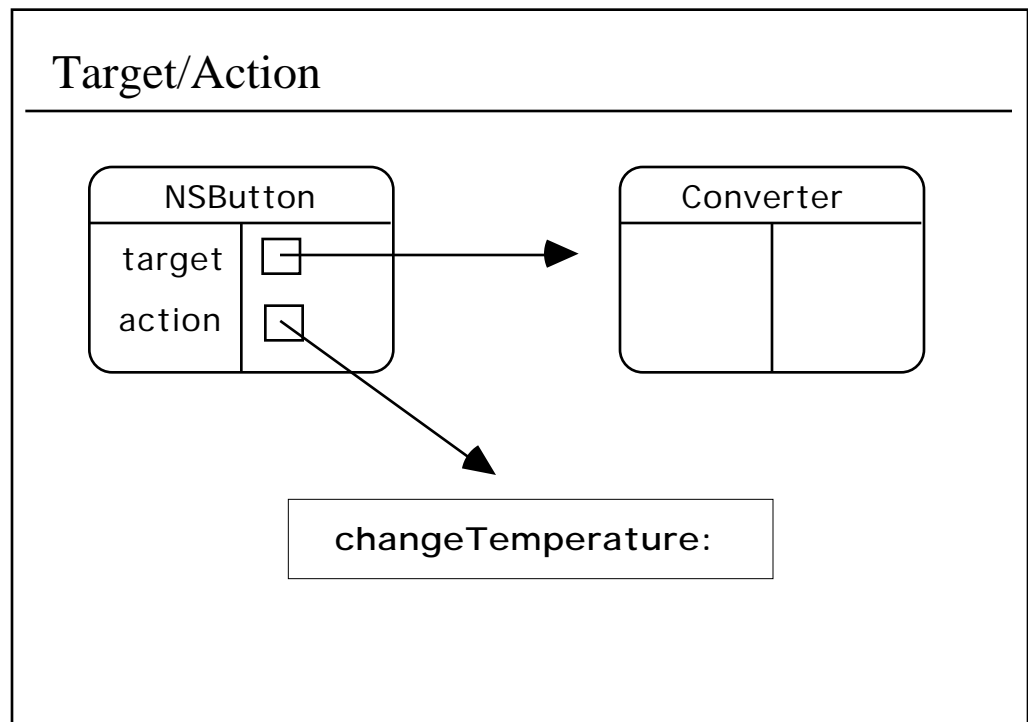 Target/Action
NSButton
Converter
target
action
changeTemperature: